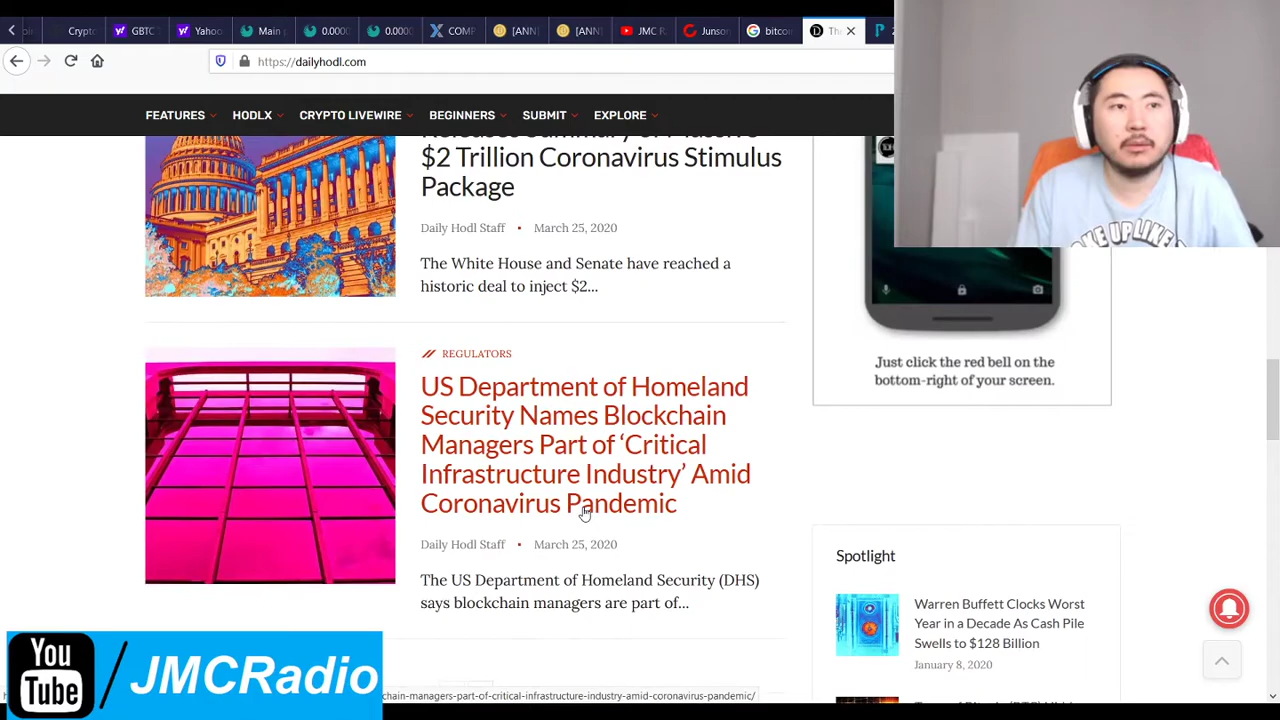 Crypto
GBTC
Yahoo
Main p
0.0000
0.0000
COMP
[ANN]
[ANN]
JMC R
Junson
bitcoi
Th
https://dailyhodl.com
FEATURES
HODLX
CRYPTO LIVEWIRE
BEGINNERS
SUBMIT
EXPLORE
$2 Trillion Coronavirus Stimulus
Package
Daily Hodl Staff • March 25, 2020
The White House and Senate have reached a
historic deal to inject $2...
REGULATORS
US Department of Homeland
Security Names Blockchain
Managers Part of ‘Critical
Infrastructure Industry’ Amid
Coronavirus Pandemic
Daily Hodl Staff • March 25, 2020
The US Department of Homeland Security (DHS)
says blockchain managers are part of...
Just click the red bell on the
bottom-right of your screen.
Spotlight
Warren Buffett Clocks Worst
Year in a Decade As Cash Pile
Swells to $128 Billion
January 8, 2020
You
Tube
/JMCRadio
chain-managers-part-of-critical-infrastructure-industry-amid-coronavirus-pandemic/